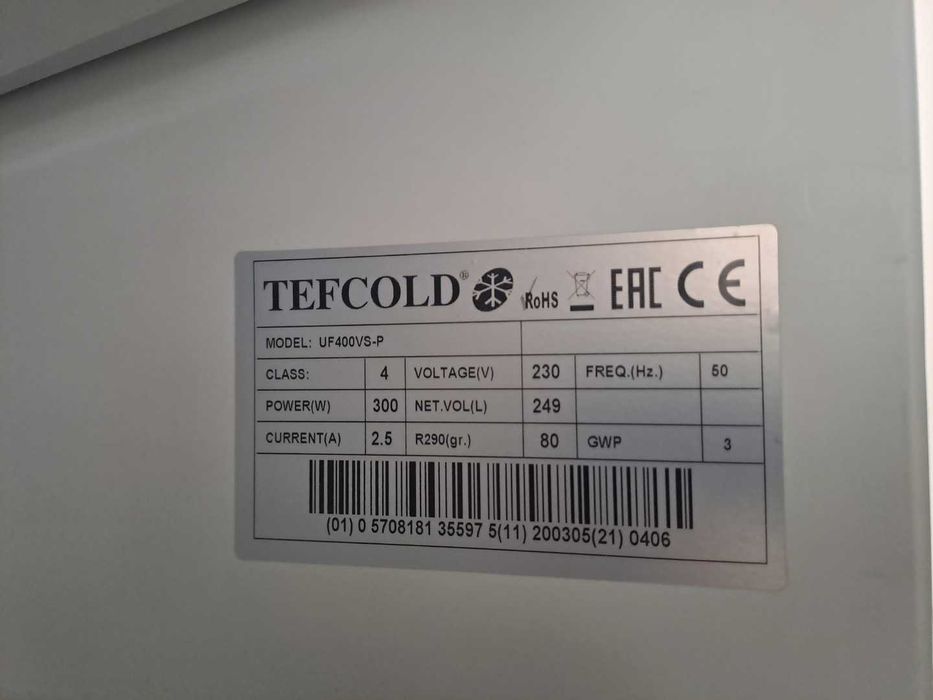 TEFCOLD® RoHS EAC CE
MODEL: UF400VS-P
CLASS: 4 VOLTAGE(V) 230 FREQ.(Hz.) 50
POWER(W) 300 NET.VOL(L) 249
CURRENT(A) 2.5 R290(gr.) 80 GWP 3
(01) 0 5708181 35597 5(11) 200305(21) 0406